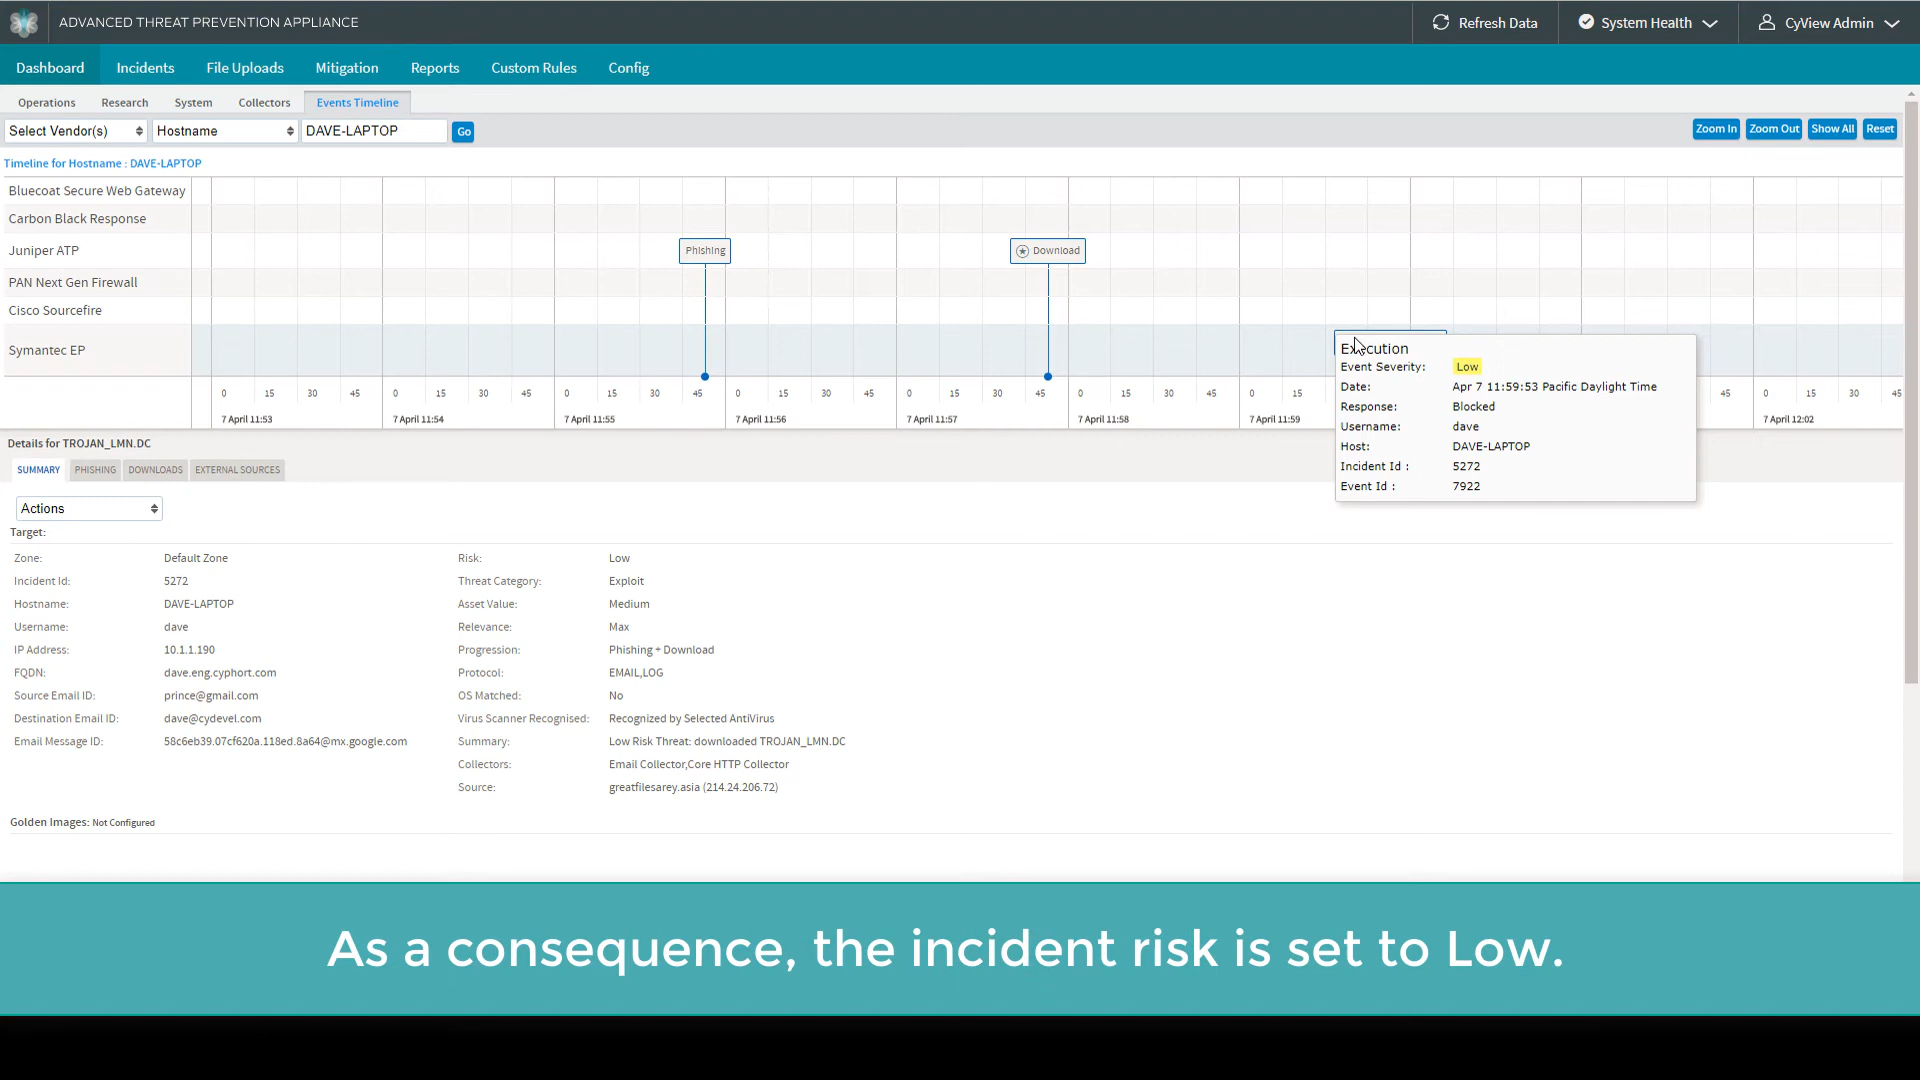 ADVANCED THREAT PREVENTION APPLIANCE Refresh Data System Health CyView Admin
Dashboard Incidents File Uploads Mitigation Reports Custom Rules Config
Operations Research System Collectors Events Timeline
Select Vendor(s) Hostname DAVE-LAPTOP Go Zoom In Zoom Out Show All Reset
Timeline for Hostname : DAVE-LAPTOP
Bluecoat Secure Web Gateway
Carbon Black Response
Juniper ATP Phishing Download
PAN Next Gen Firewall
Cisco Sourcefire
Symantec EP
0 15 30 45 0 15 30 45 0 15 30 45 0 15 30 45 0 15 30 45 0 15 30 45 0 15 45 0 15 30 45
7 April 11:53 7 April 11:54 7 April 11:55 7 April 11:56 7 April 11:57 7 April 11:58 7 April 11:59 7 April 12:02
Execution
Event Severity: Low
Date: Apr 7 11:59:53 Pacific Daylight Time
Response: Blocked
Username: dave
Host: DAVE-LAPTOP
Incident Id : 5272
Event Id : 7922
Details for TROJAN_LMN.DC
SUMMARY PHISHING DOWNLOADS EXTERNAL SOURCES
Actions
Target:
Zone: Default Zone Risk: Low
Incident Id: 5272 Threat Category: Exploit
Hostname: DAVE-LAPTOP Asset Value: Medium
Username: dave Relevance: Max
IP Address: 10.1.1.190 Progression: Phishing + Download
FQDN: dave.eng.cyphort.com Protocol: EMAIL,LOG
Source Email ID: prince@gmail.com OS Matched: No
Destination Email ID: dave@cydevel.com Virus Scanner Recognised: Recognized by Selected AntiVirus
Email Message ID: 58c6eb39.07cf620a.118ed.8a64@mx.google.com Summary: Low Risk Threat: downloaded TROJAN_LMN.DC
Collectors: Email Collector,Core HTTP Collector
Source: greatfilesarey.asia (214.24.206.72)
Golden Images: Not Configured
As a consequence, the incident risk is set to Low.